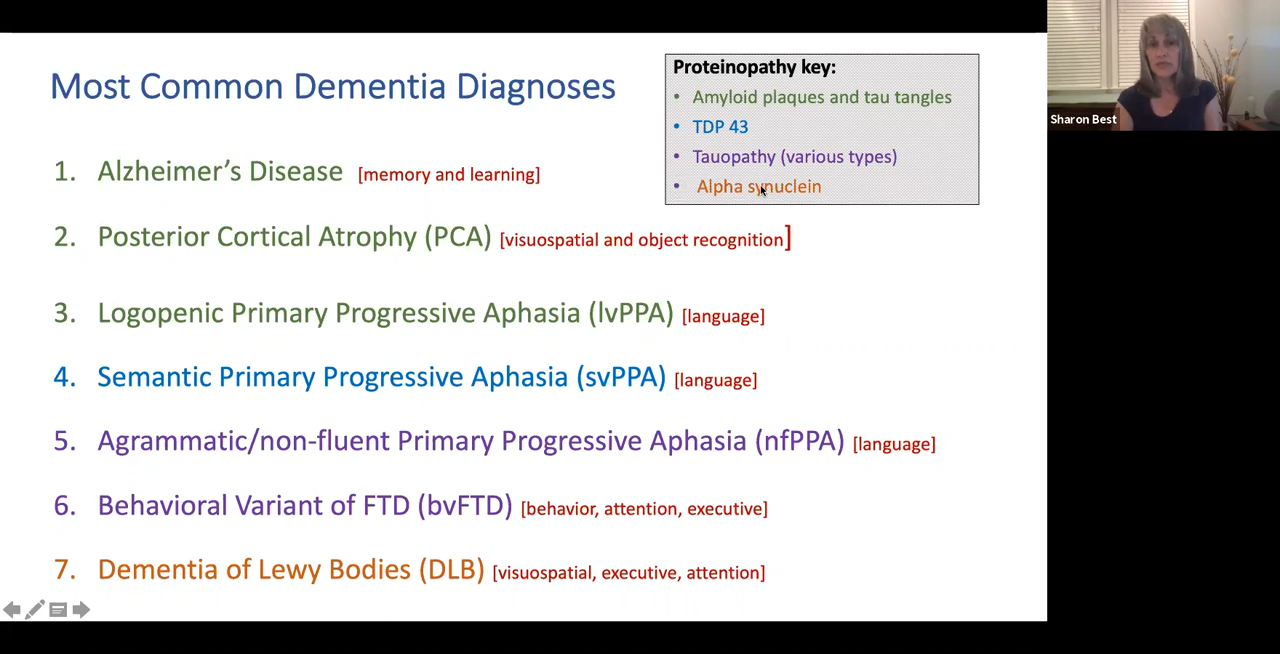 Most Common Dementia Diagnoses
Proteinopathy key:
• Amyloid plaques and tau tangles
• TDP 43
• Tauopathy (various types)
• Alpha synuclein
1. Alzheimer's Disease [memory and learning]
2. Posterior Cortical Atrophy (PCA) [visuospatial and object recognition]
3. Logopenic Primary Progressive Aphasia (lvPPA) [language]
4. Semantic Primary Progressive Aphasia (svPPA) [language]
5. Agrammatic/non-fluent Primary Progressive Aphasia (nfPPA) [language]
6. Behavioral Variant of FTD (bvFTD) [behavior, attention, executive]
7. Dementia of Lewy Bodies (DLB) [visuospatial, executive, attention]
Sharon Best